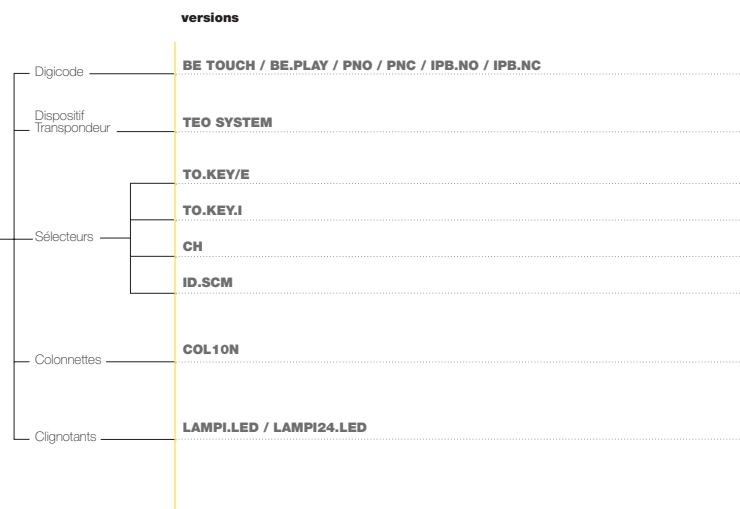 versions
Digicode
BE TOUCH / BE.PLAY / PNO / PNC / IPB.NO / IPB.NC
Dispositif
Transpondeur
TEO SYSTEM
Sélecteurs
TO.KEY/E
TO.KEY.I
CH
ID.SCM
Colonnettes
COL10N
Clignotants
LAMPI.LED / LAMPI24.LED